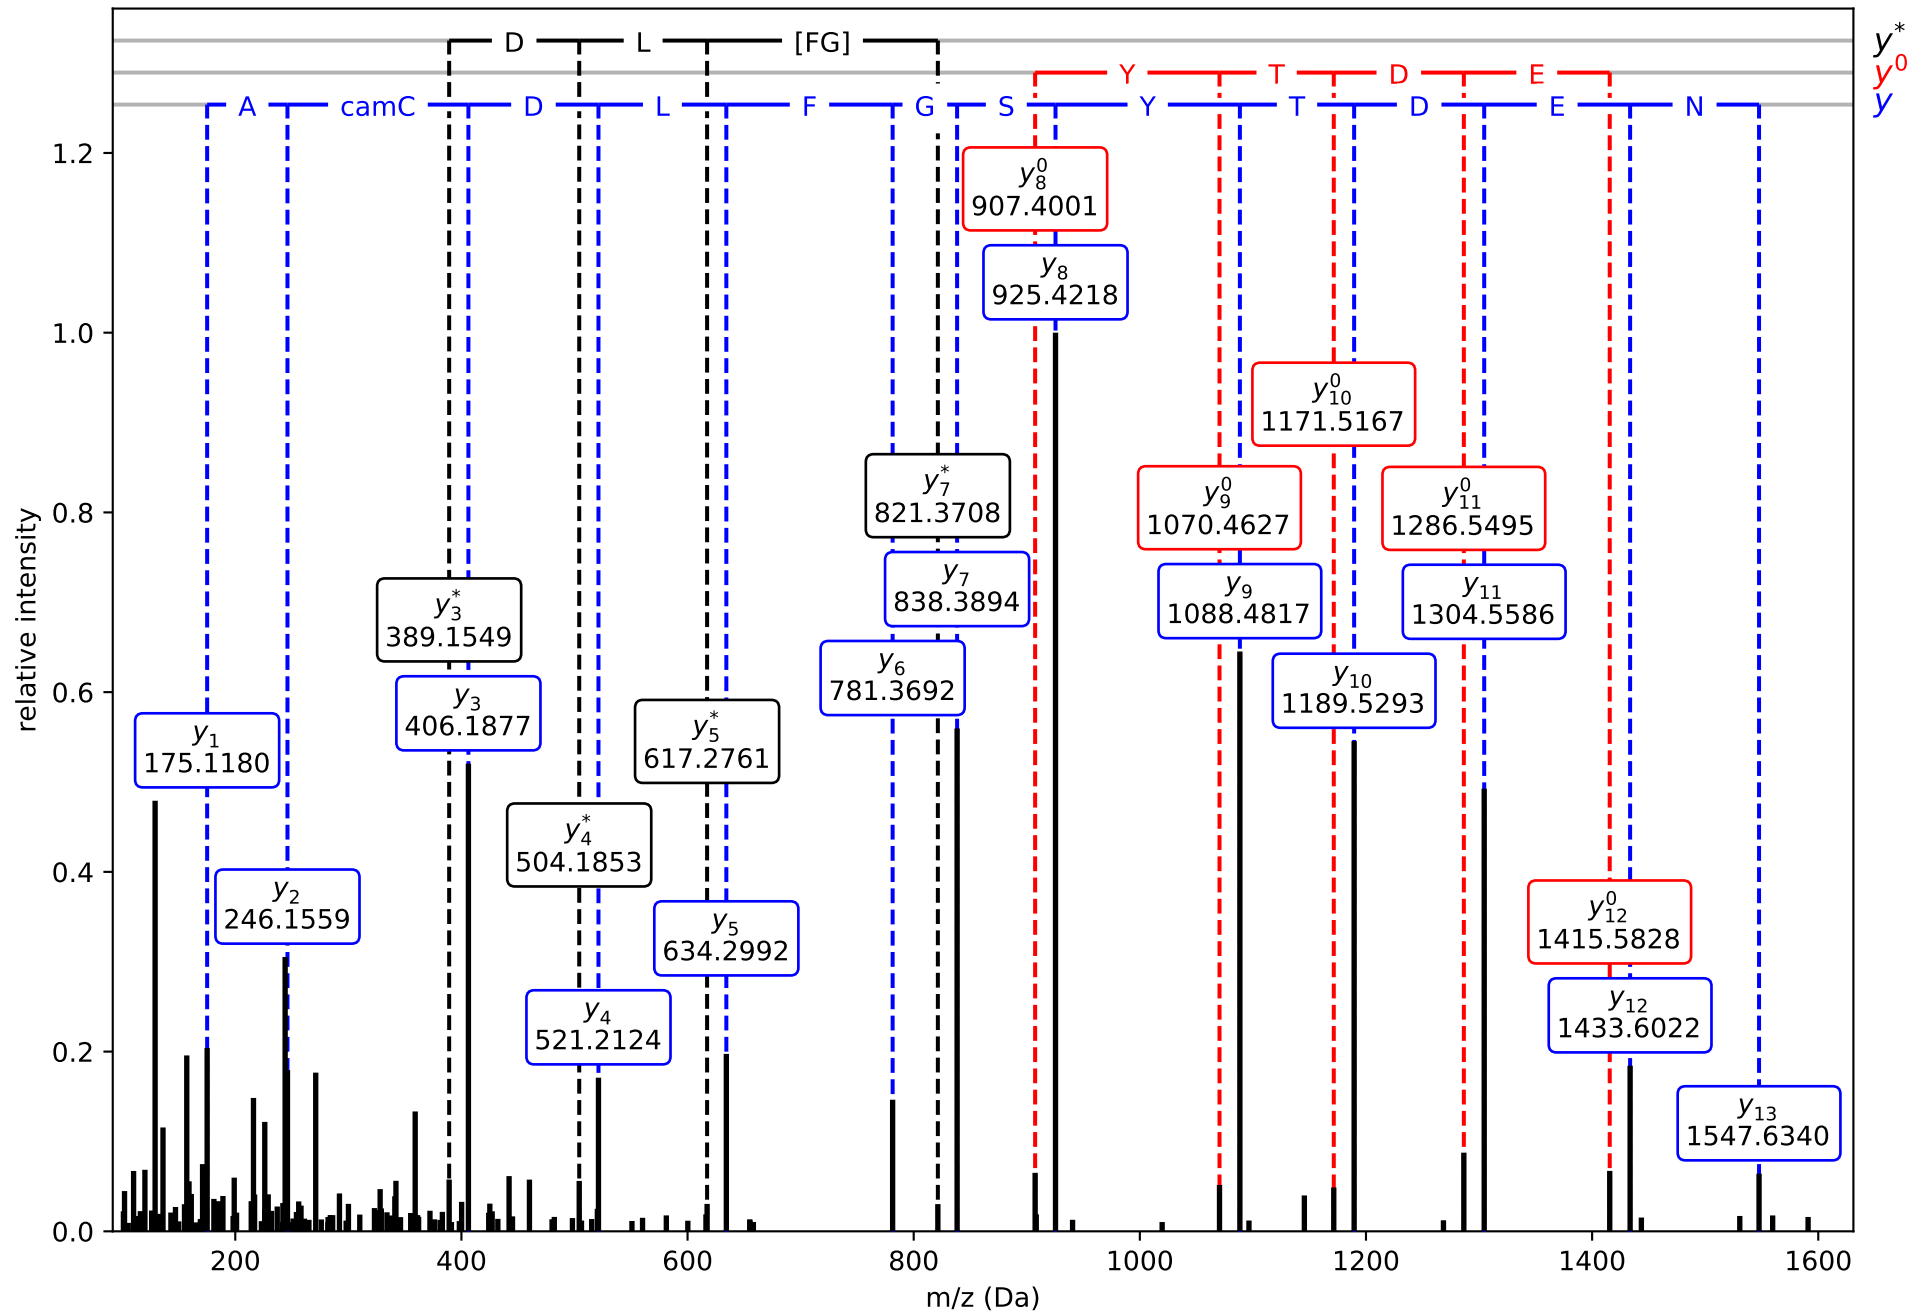 D L [FG] y*
Y T D E y⁰
A camC D L F G S Y T D E N y
1.2
y₈⁰
907.4001
y₈
925.4218
1.0
y₁₀⁰
1171.5167
y₇*
821.3708
y₉⁰
1070.4627
y₁₁⁰
1286.5495
0.8
y₃*
389.1549
y₇
838.3894
y₉
1088.4817
y₁₁
1304.5586
relative intensity
0.6
y₁
175.1180
y₃
406.1877
y₅*
617.2761
y₆
781.3692
y₁₀
1189.5293
y₄*
504.1853
0.4
y₂
246.1559
y₅
634.2992
y₁₂⁰
1415.5828
y₄
521.2124
y₁₂
1433.6022
0.2
y₁₃
1547.6340
0.0
200 400 600 800 1000 1200 1400 1600
m/z (Da)